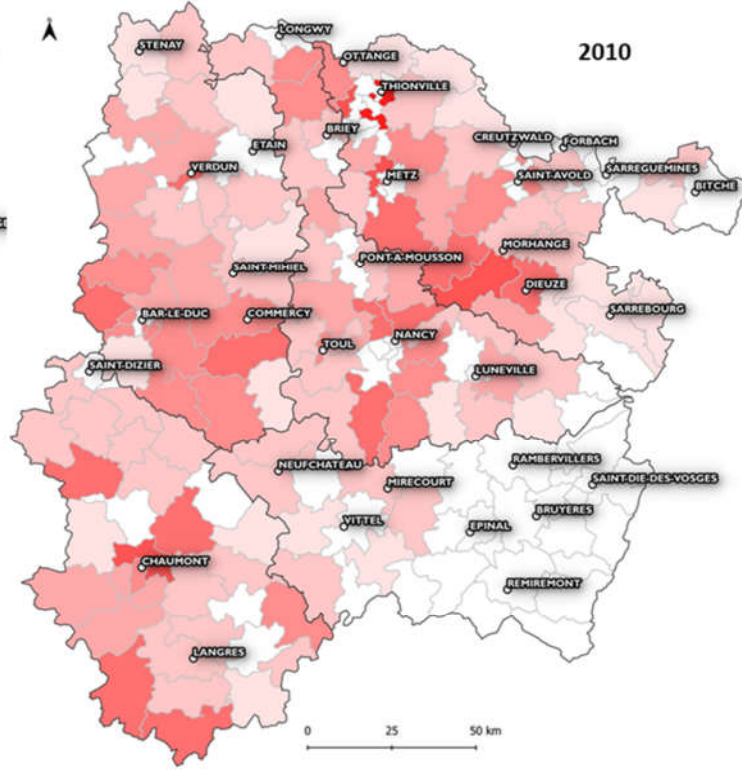 LONGWY
2010
STENAY
OTTANGE
THIONVILLE
BRIEY
CREUTZWALD
FORBACH
ETAIN
VERDUN
METZ
SAINT-AVOLD
SARREGUEMINES
BITCHE
MORHANGE
PONT-A-MOUSSON
SAINT-MIHIEL
DIEUZE
BAR-LE-DUC
COMMERCY
SARREBOURG
NANCY
TOUL
SAINT-DIZIER
LUNEVILLE
RAMBERVILLERS
NEUFCHATEAU
MIRECOURT
SAINT-DIE-DES-VOSGES
BRUYERES
VITTEL
EPINAL
CHAUMONT
REMIREMONT
LANGRES
0 25 50 km